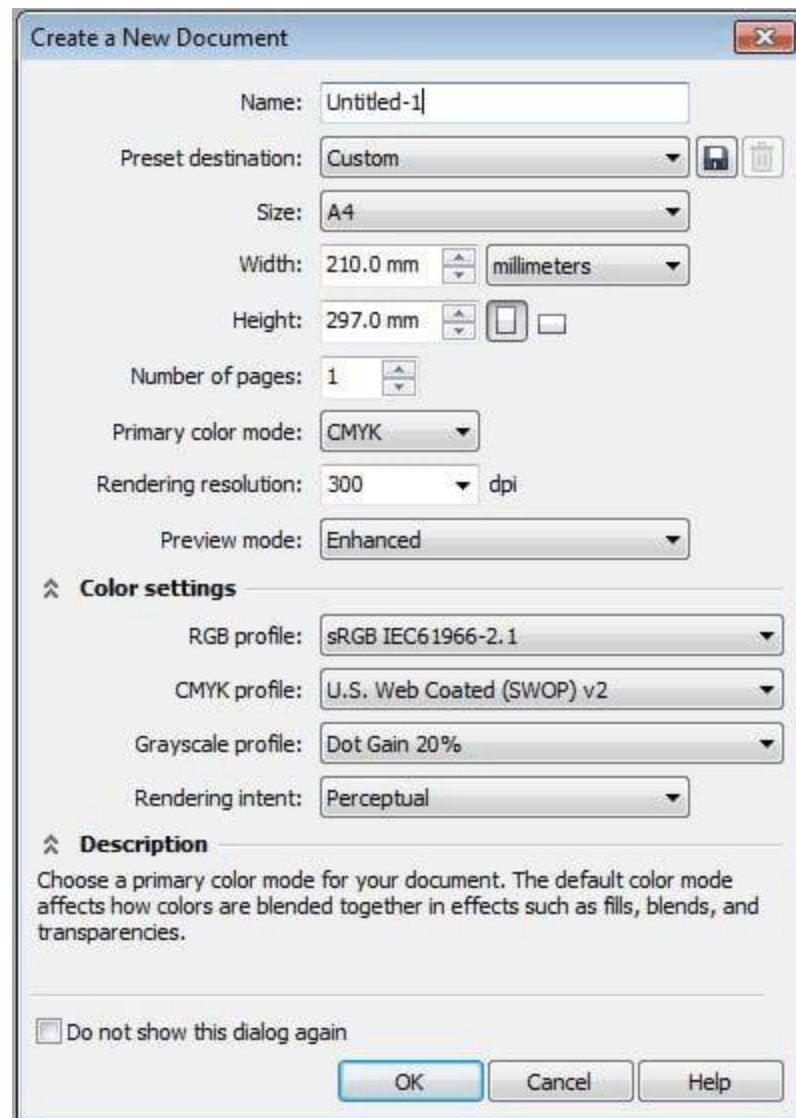 Create a New Document
Name: Untitled-1
Preset destination: Custom
Size: A4
Width: 210.0 mm millimeters
Height: 297.0 mm
Number of pages: 1
Primary color mode: CMYK
Rendering resolution: 300 dpi
Preview mode: Enhanced
Color settings
RGB profile: sRGB IEC61966-2.1
CMYK profile: U.S. Web Coated (SWOP) v2
Grayscale profile: Dot Gain 20%
Rendering intent: Perceptual
Description
Choose a primary color mode for your document. The default color mode
affects how colors are blended together in effects such as fills, blends, and
transparencies.
Do not show this dialog again
OK Cancel Help